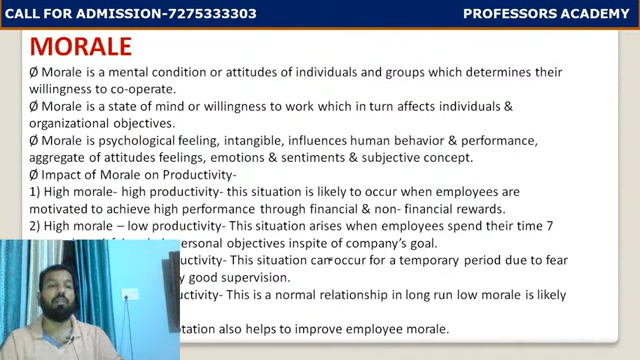 CALL FOR ADMISSION-7275333303 PROFESSORS ACADEMY
MORALE
Ø Morale is a mental condition or attitudes of individuals and groups which determines their
willingness to co-operate.
Ø Morale is a state of mind or willingness to work which in turn affects individuals &
organizational objectives.
Ø Morale is psychological feeling, intangible, influences human behavior & performance,
aggregate of attitudes feelings, emotions & sentiments & subjective concept.
Ø Impact of Morale on Productivity-
1) High morale- high productivity- this situation is likely to occur when employees are
motivated to achieve high performance through financial & non- financial rewards.
2) High morale – low productivity- This situation arises when employees spend their time 7
personal objectives inspite of company's goal.
This situation can occur for a temporary period due to fear
good supervision.
This is a normal relationship in long run low morale is likely
also helps to improve employee morale.